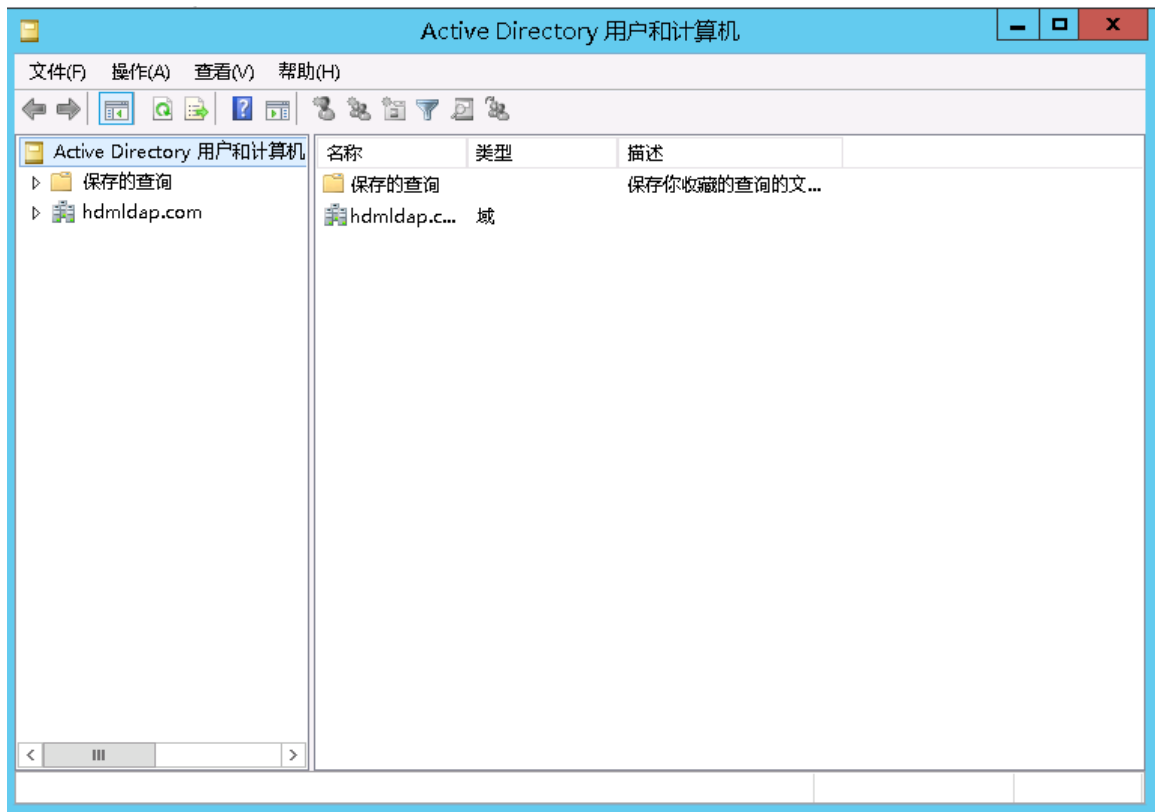 Active Directory 用户和计算机
文件(F) 操作(A) 查看(V) 帮助(H)
Active Directory 用户和计算机
保存的查询
hdmldap.com
名称 类型 描述
保存的查询 保存你收藏的查询的文...
hdmldap.c... 域